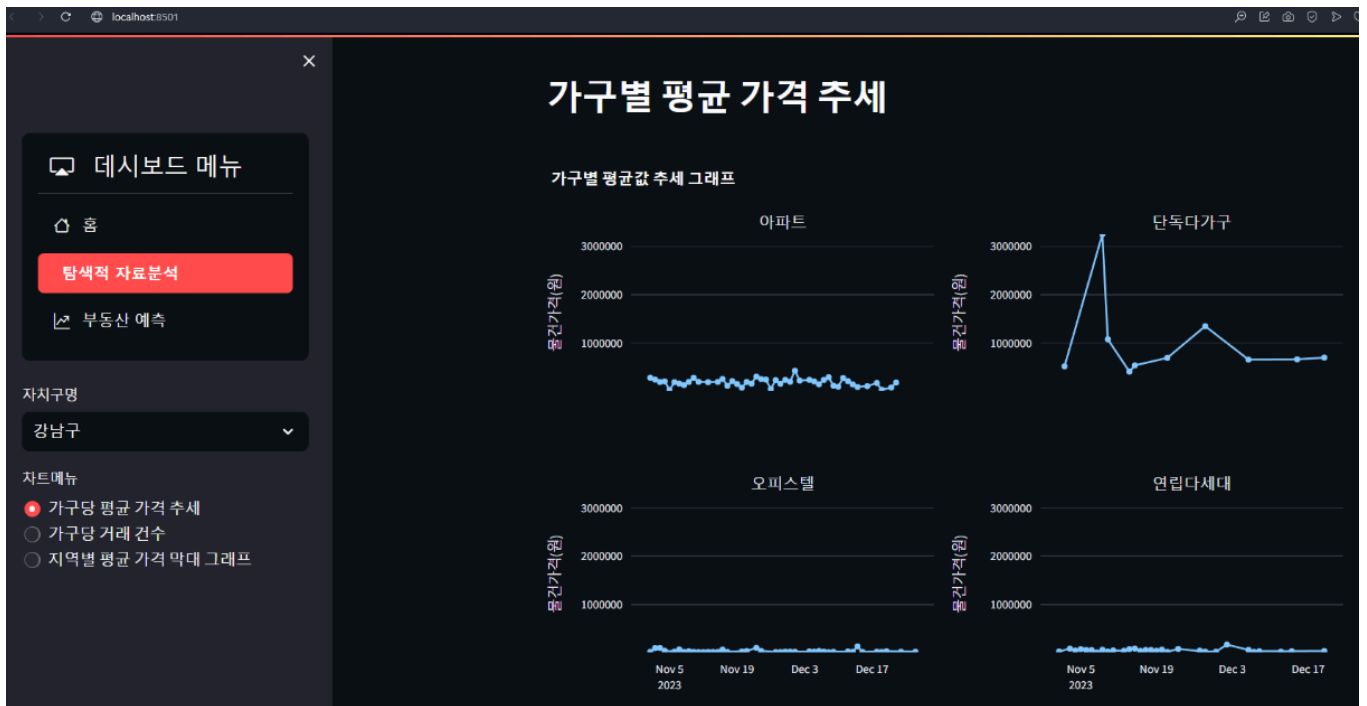 localhost:8501
데시보드 메뉴
홈
탐색적 자료분석
부동산 예측
자치구명
강남구
차트메뉴
가구당 평균 가격 추세
가구당 거래 건수
지역별 평균 가격 막대 그래프
가구별 평균 가격 추세
가구별 평균값 추세 그래프
아파트
3000000
2000000
1000000
물건가격(원)
단독다가구
3000000
2000000
1000000
물건가격(원)
오피스텔
3000000
2000000
1000000
물건가격(원)
Nov 5 Nov 19 Dec 3 Dec 17
2023
연립다세대
3000000
2000000
1000000
물건가격(원)
Nov 5 Nov 19 Dec 3 Dec 17
2023